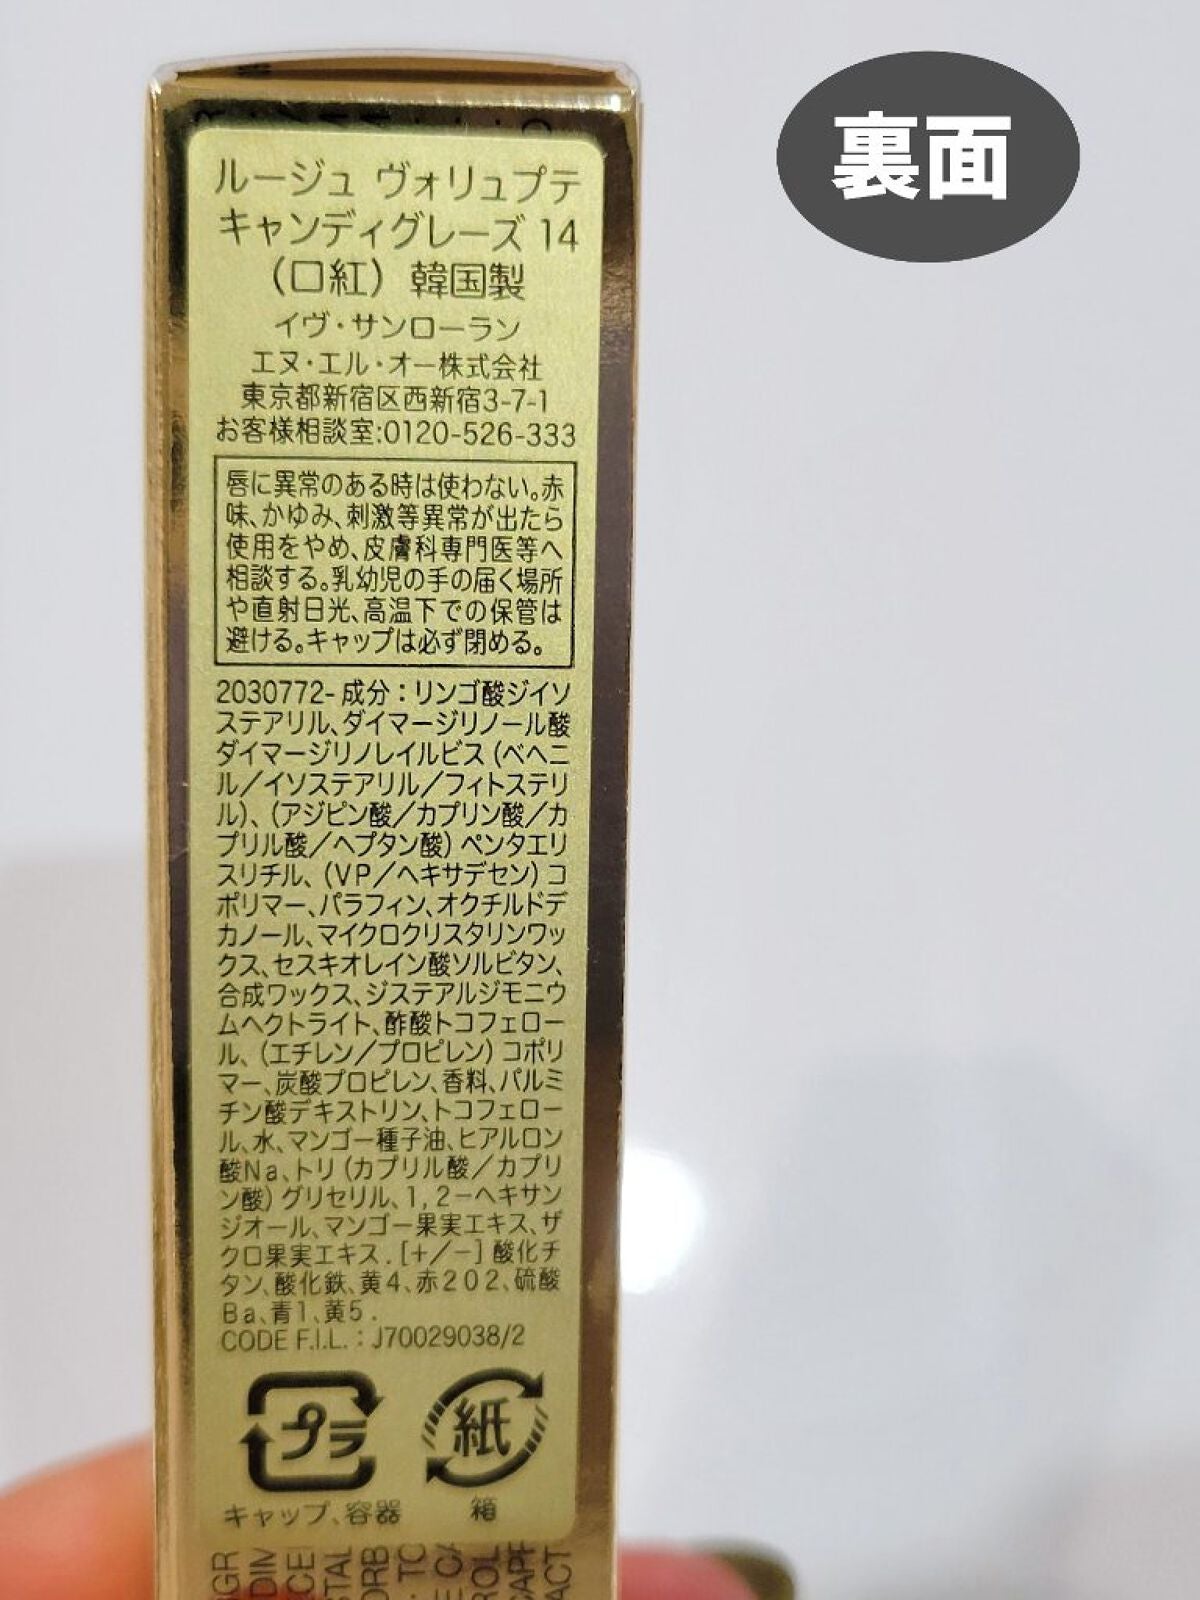 裏面
ルージュ ヴォリュプテ
キャンディグレーズ 14
（口紅）韓国製
イヴ・サンローラン
エヌ・エル・オー株式会社
東京都新宿区西新宿3-7-1
お客様相談室:0120-526-333
唇に異常のある時は使わない。赤
味、かゆみ、刺激等異常が出たら
使用をやめ、皮膚科専門医等へ
相談する。乳幼児の手の届く場所
や直射日光、高温下での保管は
避ける。キャップは必ず閉める。
2030772- 成分：リンゴ酸ジイソ
ステアリル、ダイマージリノール酸
ダイマージリノレイルビス（ベヘニ
ル／イソステアリル／フィトステリ
ル）、（アジピン酸／カプリン酸／カ
プリル酸／ヘプタン酸）ペンタエリ
スリチル、（VP／ヘキサデセン）コ
ポリマー、パラフィン、オクチルドデ
カノール、マイクロクリスタリンワッ
クス、セスキオレイン酸ソルビタン、
合成ワックス、ジステアルジモニウ
ムヘクトライト、酢酸トコフェロー
ル、（エチレン／プロピレン）コポリ
マー、炭酸プロピレン、香料、パルミ
チン酸デキストリン、トコフェロー
ル、水、マンゴー種子油、ヒアルロン
酸Na、トリ（カプリル酸／カプリ
ン酸）グリセリル、1，2－ヘキサン
ジオール、マンゴー果実エキス、ザ
クロ果実エキス．［+／−］酸化チ
タン、酸化鉄、黄4、赤202、硫酸
Ba、青1、黄5．
CODE F.I.L. : J70029038/2
プラ
紙
キャップ、容器
箱